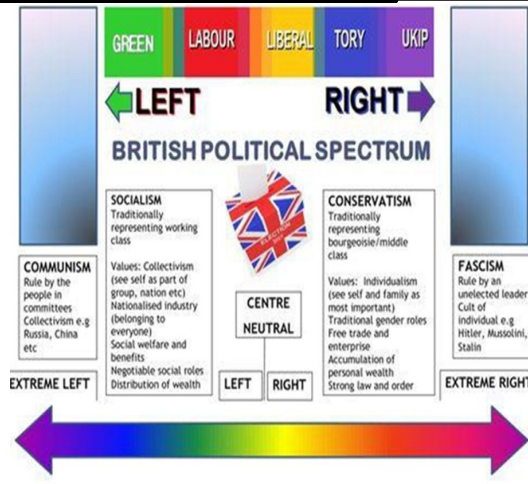 GREEN LABOUR LIBERAL TORY UKIP
LEFT RIGHT
BRITISH POLITICAL SPECTRUM
SOCIALISM
Traditionally
representing working
class
Values: Collectivism
(see self as part of
group, nation etc)
Nationalised industry
(belonging to
everyone)
Social welfare and
benefits
Negotiable social roles
Distribution of wealth
ELECTION
CONSERVATISM
Traditionally
representing
bourgeoisie/middle
class
Values: Individualism
(see self and family as
most important)
Traditional gender roles
Free trade and
enterprise
Accumulation of
personal wealth
Strong law and order
COMMUNISM
Rule by the
people in
committees
Collectivism e.g
Russia, China
etc
CENTRE
NEUTRAL
FASCISM
Rule by an
unelected leader
Cult of
individual e.g
Hitler, Mussolini,
Stalin
EXTREME LEFT
LEFT
RIGHT
EXTREME RIGHT